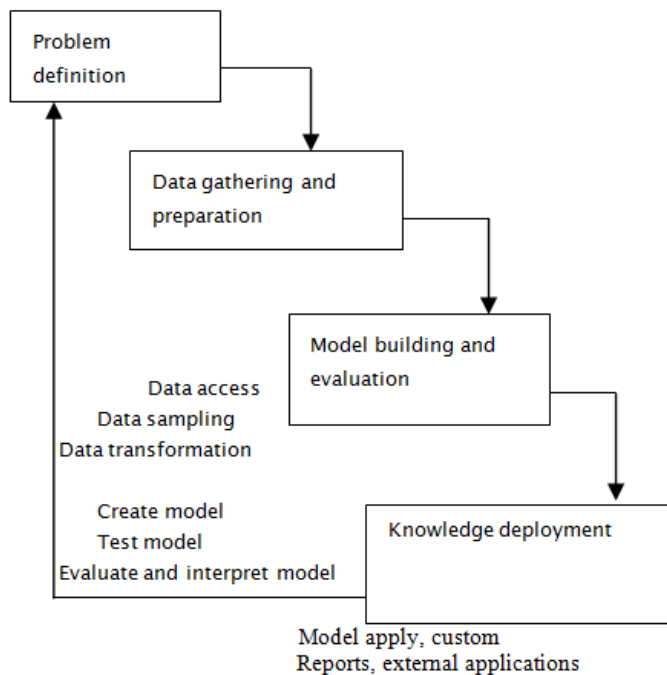 Problem
definition
Data gathering and
preparation
Model building and
evaluation
Data access
Data sampling
Data transformation
Create model
Test model
Evaluate and interpret model
Knowledge deployment
Model apply, custom
Reports, external applications